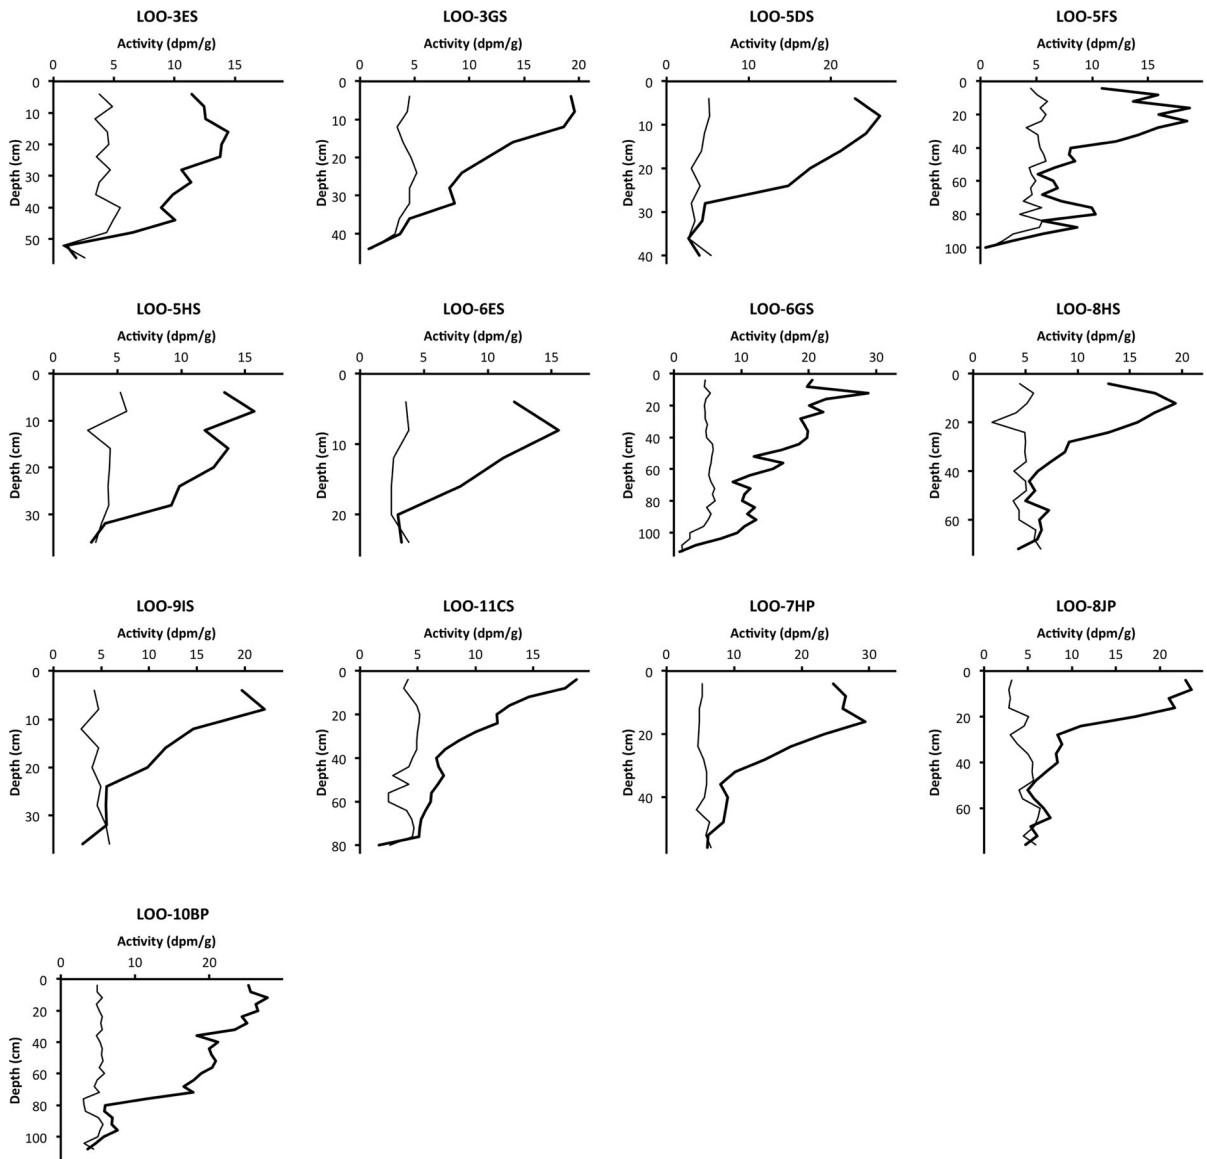 LOO-3ES
Activity (dpm/g)
0 5 10 15
0
10
20
30
40
50
Depth (cm)
LOO-3GS
Activity (dpm/g)
0 5 10 15 20
0
10
20
30
40
Depth (cm)
LOO-5DS
Activity (dpm/g)
0 10 20
0
10
20
30
40
Depth (cm)
LOO-5FS
Activity (dpm/g)
0 5 10 15
0
20
40
60
80
100
Depth (cm)
LOO-5HS
Activity (dpm/g)
0 5 10 15
0
10
20
30
Depth (cm)
LOO-6ES
Activity (dpm/g)
0 5 10 15
0
10
20
Depth (cm)
LOO-6GS
Activity (dpm/g)
0 10 20 30
0
20
40
60
80
100
Depth (cm)
LOO-8HS
Activity (dpm/g)
0 5 10 15 20
0
20
40
60
Depth (cm)
LOO-9IS
Activity (dpm/g)
0 5 10 15 20
0
10
20
30
Depth (cm)
LOO-11CS
Activity (dpm/g)
0 5 10 15
0
20
40
60
80
Depth (cm)
LOO-7HP
Activity (dpm/g)
0 10 20 30
0
20
40
Depth (cm)
LOO-8JP
Activity (dpm/g)
0 5 10 15 20
0
20
40
60
Depth (cm)
LOO-10BP
Activity (dpm/g)
0 10 20
0
20
40
60
80
100
Depth (cm)